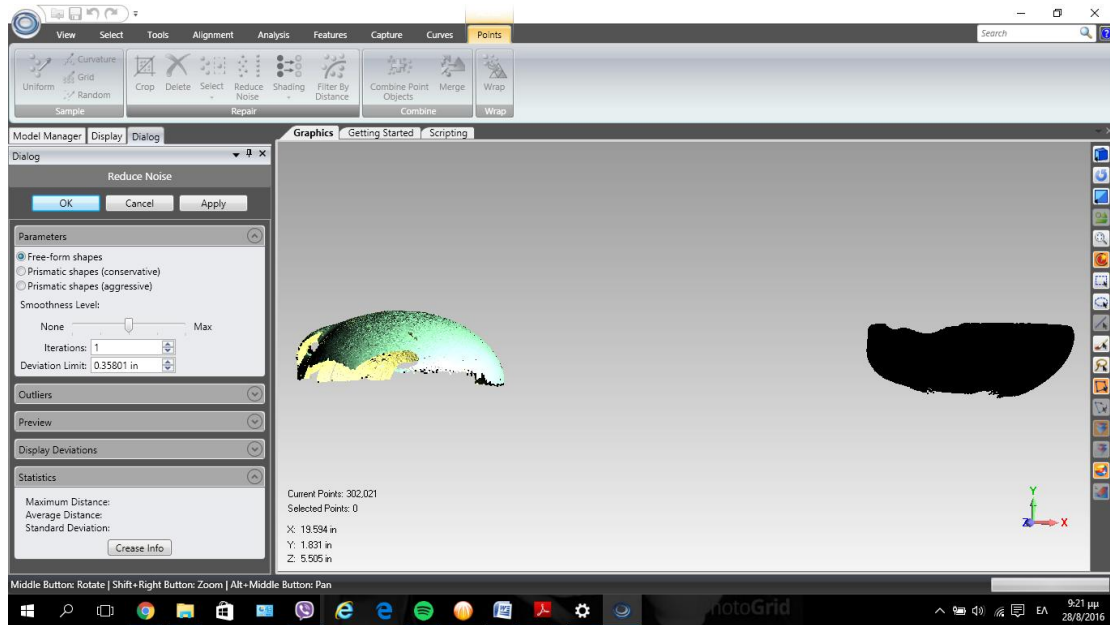 View Select Tools Alignment Analysis Features Capture Curves Points
Search
Curvature
Grid
Random
Uniform
Crop Delete Select Reduce Noise Shading Filter By Distance
Combine Point Objects Merge Wrap
Sample Repair Combine Wrap
Model Manager Display Dialog
Graphics Getting Started Scripting
Dialog
Reduce Noise
OK Cancel Apply
Parameters
Free-form shapes
Prismatic shapes (conservative)
Prismatic shapes (aggressive)
Smoothness Level:
None Max
Iterations: 1
Deviation Limit: 0.35801 in
Outliers
Preview
Display Deviations
Statistics
Maximum Distance:
Average Distance:
Standard Deviation:
Crease Info
Current Points: 302,021
Selected Points: 0
X: 19.594 in
Y: 1.831 in
Z: 5.505 in
Y
Z X
Middle Button: Rotate | Shift+Right Button: Zoom | Alt+Middle Button: Pan
hotoGrid
ΕΛ
9:21 μμ
28/8/2016